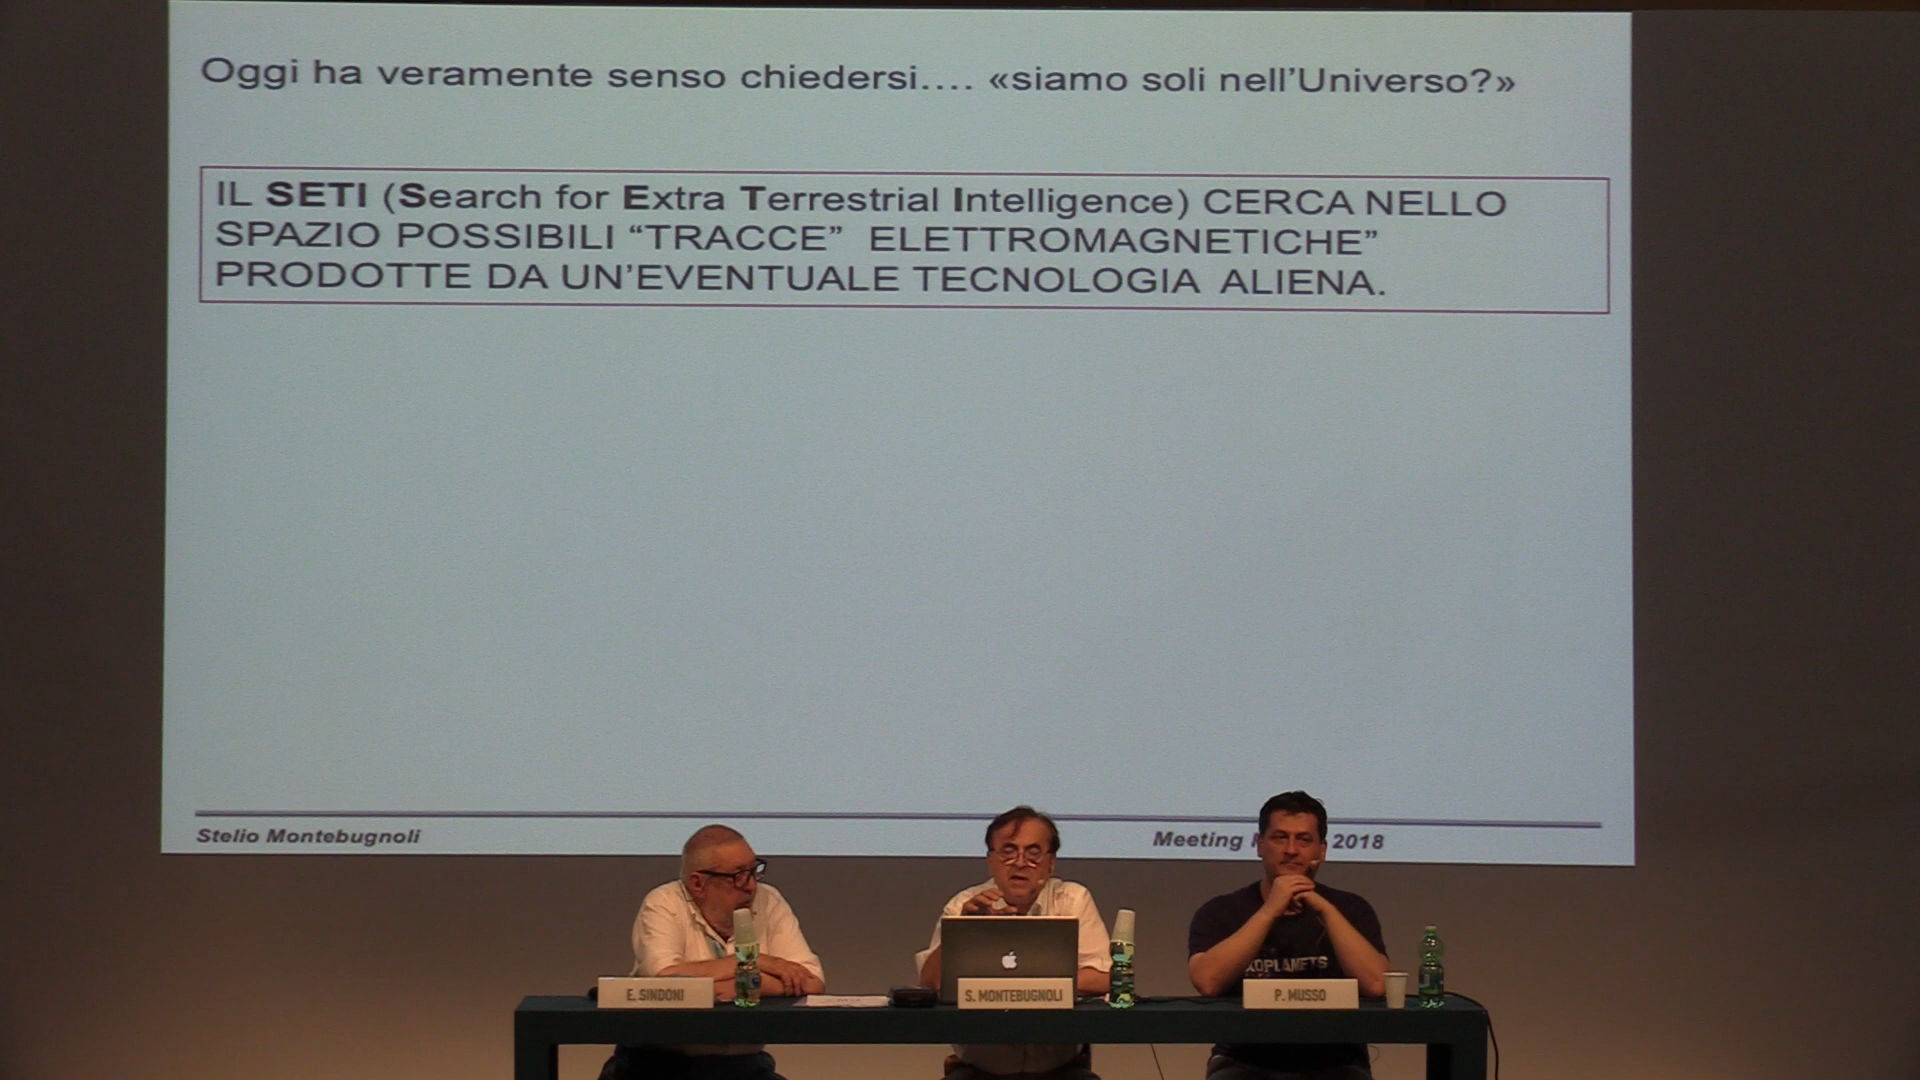 Oggi ha veramente senso chiedersi.... «siamo soli nell'Universo?»
IL SETI (Search for Extra Terrestrial Intelligence) CERCA NELLO
SPAZIO POSSIBILI “TRACCE” ELETTROMAGNETICHE”
PRODOTTE DA UN'EVENTUALE TECNOLOGIA ALIENA.
Stelio Montebugnoli
Meeting 2018
E. SINDONI
S. MONTEBUGNOLI
P. MUSSO